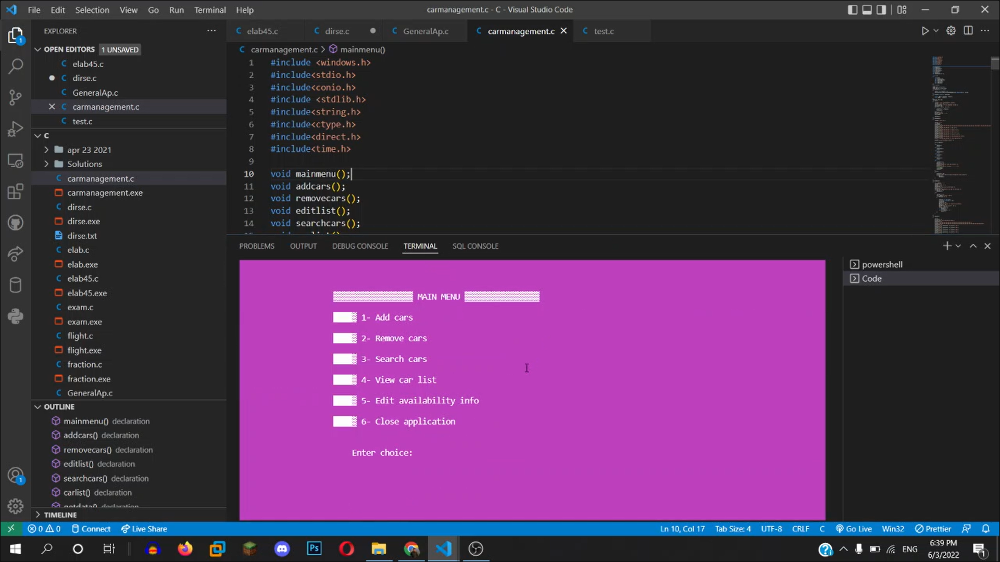 File Edit Selection View Go Run Terminal Help
carmanagement.c - C - Visual Studio Code
EXPLORER
OPEN EDITORS 1 UNSAVED
elab45.c
dirse.c
GeneralAp.c
carmanagement.c
test.c
C
apr 23 2021
Solutions
carmanagement.c
carmanagement.exe
dirse.c
dirse.exe
dirse.txt
elab.c
elab.exe
elab45.c
elab45.exe
exam.c
exam.exe
flight.c
flight.exe
fraction.c
fraction.exe
GeneralAp.c
OUTLINE
mainmenu() declaration
addcars() declaration
removecars() declaration
editlist() declaration
searchcars() declaration
carlist() declaration
getdata() declaration
TIMELINE
elab45.c dirse.c GeneralAp.c carmanagement.c test.c
carmanagement.c > mainmenu()
1 #include <windows.h>
2 #include<stdio.h>
3 #include<conio.h>
4 #include <stdlib.h>
5 #include<string.h>
6 #include<ctype.h>
7 #include<direct.h>
8 #include<time.h>
9
10 void mainmenu();
11 void addcars();
12 void removecars();
13 void editlist();
14 void searchcars();
PROBLEMS OUTPUT DEBUG CONSOLE TERMINAL SQL CONSOLE
MAIN MENU
1- Add cars
2- Remove cars
3- Search cars
4- View car list
5- Edit availability info
6- Close application
Enter choice:
powershell
Code
0 0 Connect Live Share
Ln 10, Col 17 Tab Size: 4 UTF-8 CRLF C Go Live Win32 Prettier
Ps
ENG
6:39 PM
6/3/2022
1